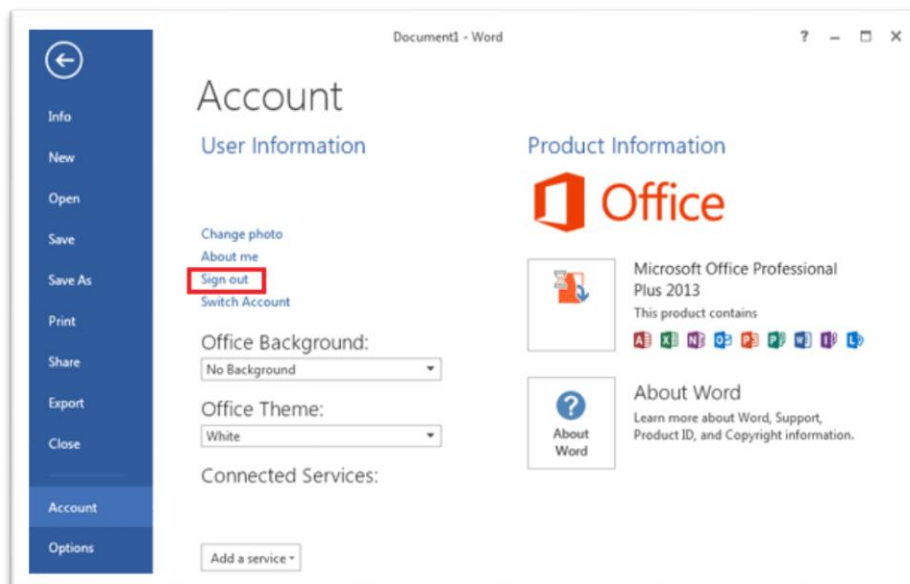 Document1 - Word
?
Info
New
Open
Save
Save As
Print
Share
Export
Close
Account
Options
Account
User Information
Change photo
About me
Sign out
Switch Account
Office Background:
No Background
Office Theme:
White
Connected Services:
Add a service
Product Information
Office
Microsoft Office Professional
Plus 2013
This product contains
A X N O P P W I L
?
About
Word
About Word
Learn more about Word, Support,
Product ID, and Copyright information.